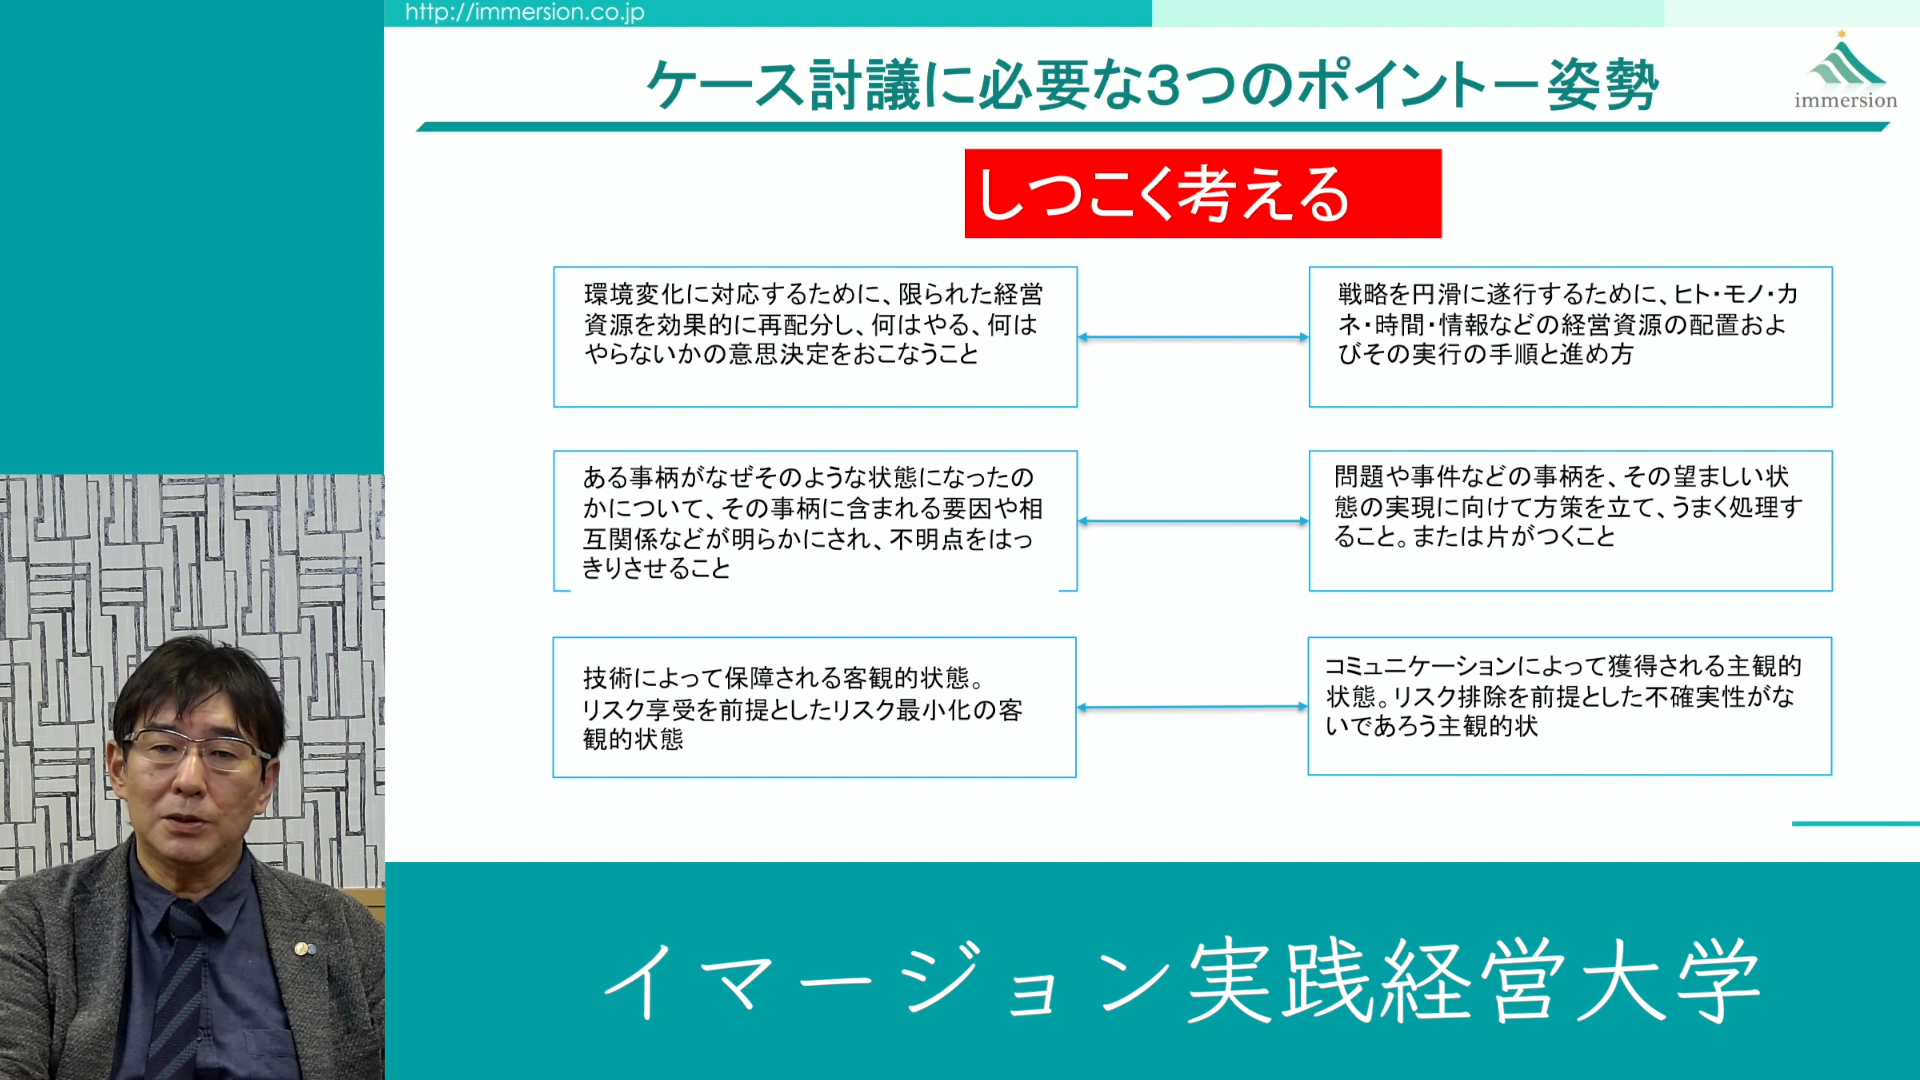 http://immersion.co.jp
ケース討議に必要な３つのポイントー姿勢
immersion
しつこく考える
環境変化に対応するために、限られた経営
資源を効果的に再配分し、何はやる、何は
やらないかの意思決定をおこなうこと
戦略を円滑に遂行するために、ヒト・モノ・カ
ネ・時間・情報などの経営資源の配置およ
びその実行の手順と進め方
ある事柄がなぜそのような状態になったの
かについて、その事柄に含まれる要因や相
互関係などが明らかにされ、不明点をはっ
きりさせること
問題や事件などの事柄を、その望ましい状
態の実現に向けて方策を立て、うまく処理す
ること。または片がつくこと
技術によって保障される客観的状態。
リスク享受を前提としたリスク最小化の客
観的状態
コミュニケーションによって獲得される主観的
状態。リスク排除を前提とした不確実性がな
いであろう主観的状
イマージョン実践経営大学